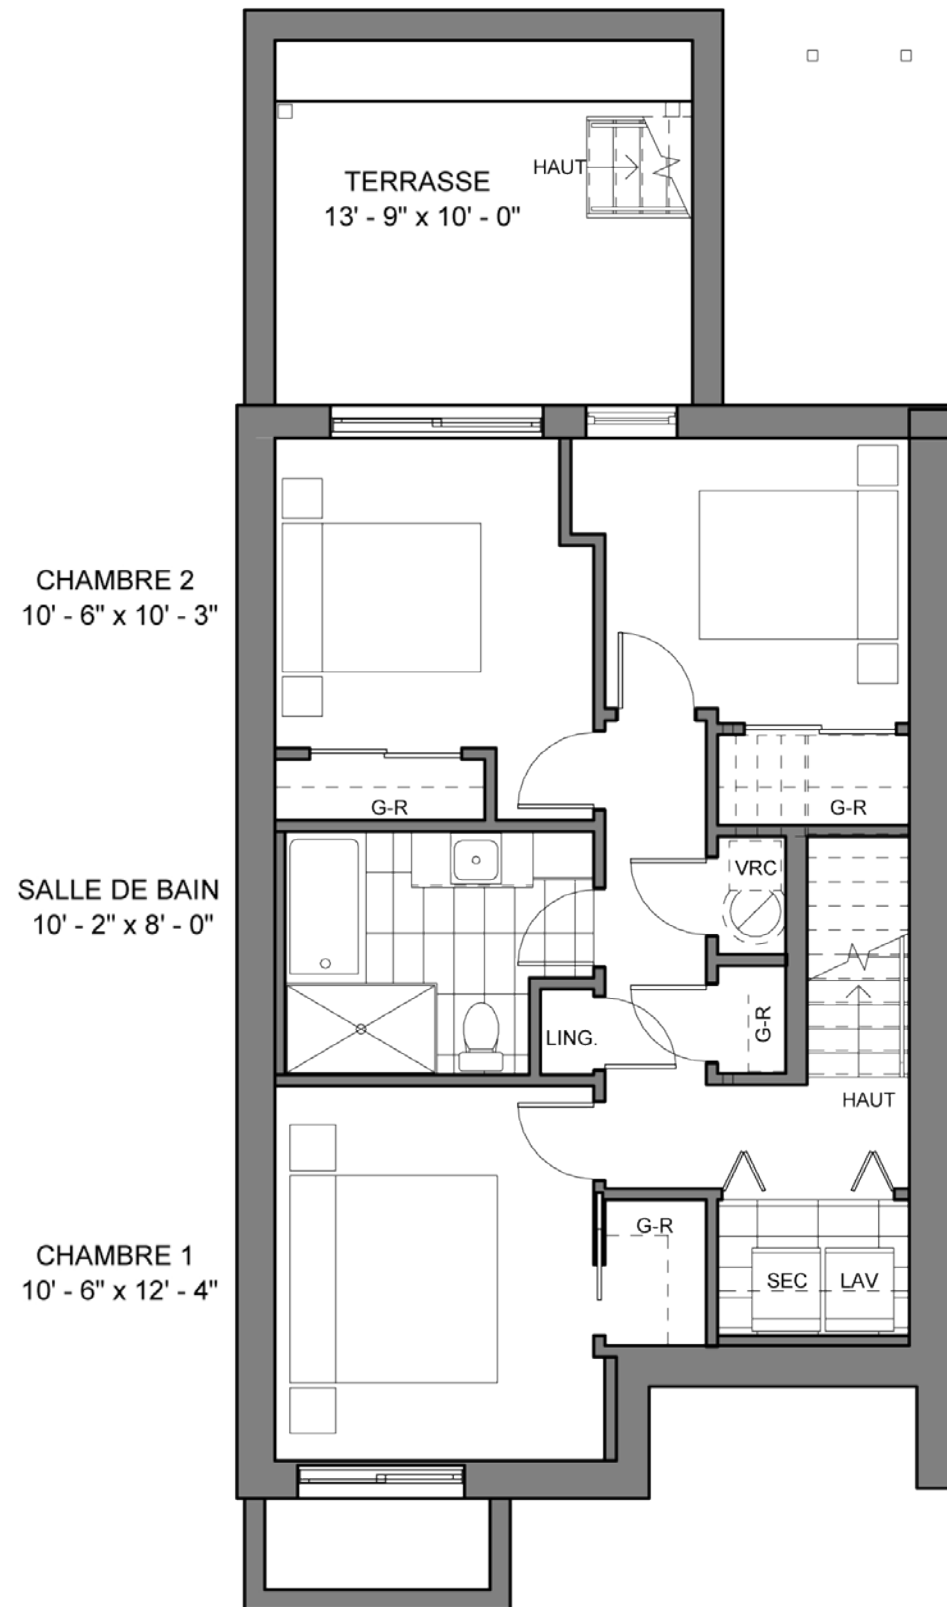 HAUT
TERRASSE
13' - 9" x 10' - 0"
CHAMBRE 2
10' - 6" x 10' - 3"
G-R
G-R
VRC
SALLE DE BAIN
10' - 2" x 8' - 0"
LING.
G-R
HAUT
G-R
CHAMBRE 1
10' - 6" x 12' - 4"
SEC
LAV